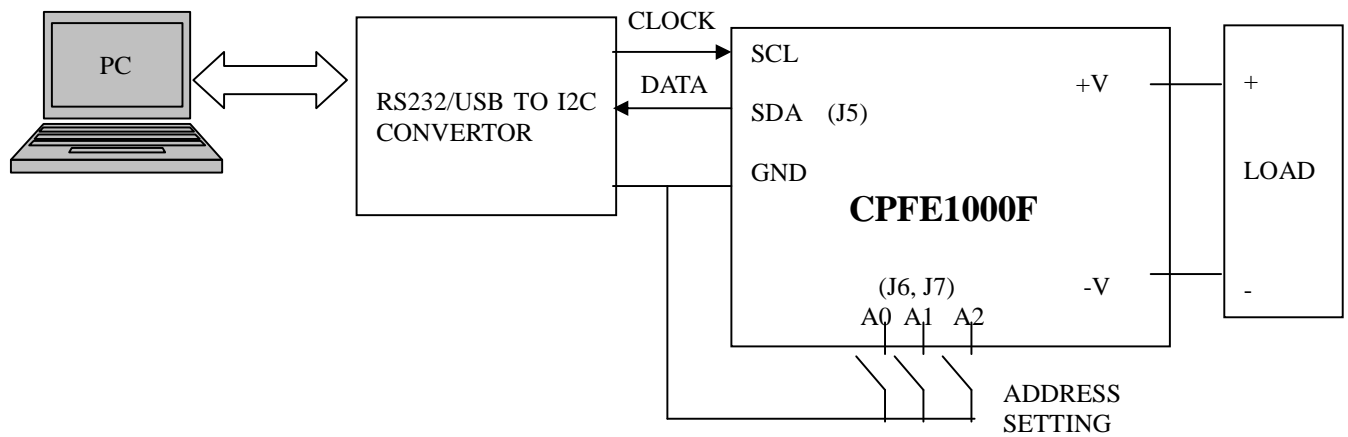 PC
RS232/USB TO I2C
CONVERTOR
CLOCK
DATA
SCL
SDA (J5)
GND
CPFE1000F
+V
-V
(J6, J7)
A0 A1 A2
+
LOAD
-
ADDRESS
SETTING